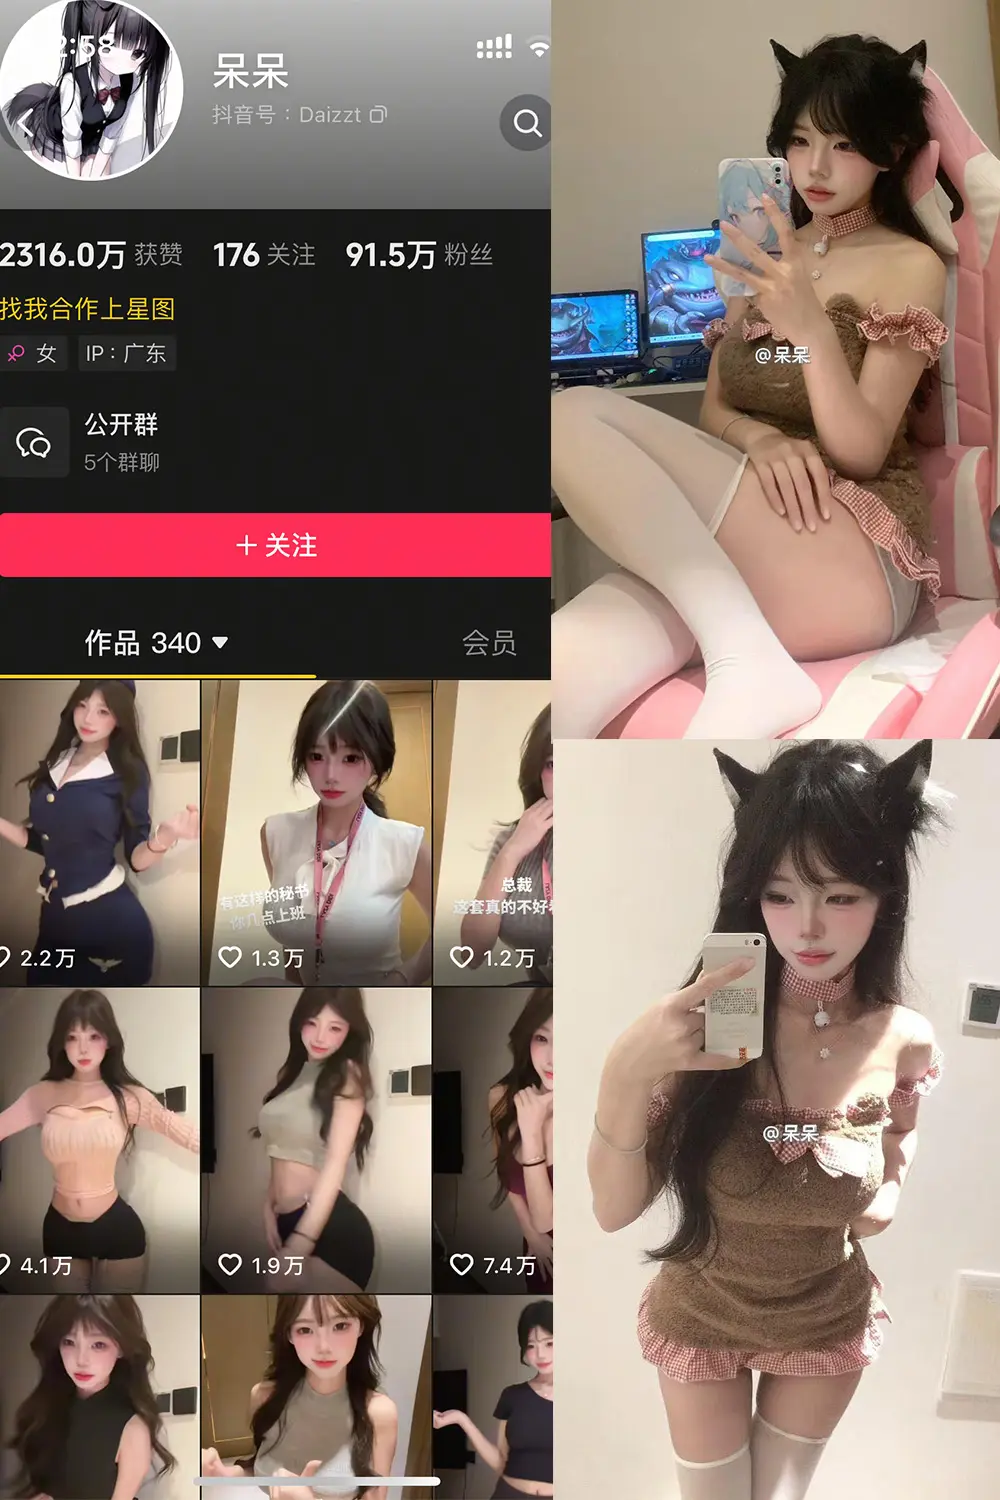 2:58
呆呆
抖音号：Daizzt
2316.0万 获赞 176 关注 91.5万 粉丝
找我合作上星图
女 IP：广东
公开群
5个群聊
+ 关注
作品 340 会员
2.2万
有这样的秘书
你几点上班
1.3万
总裁
这套真的不好
1.2万
4.1万
1.9万
7.4万
@呆呆
@呆呆